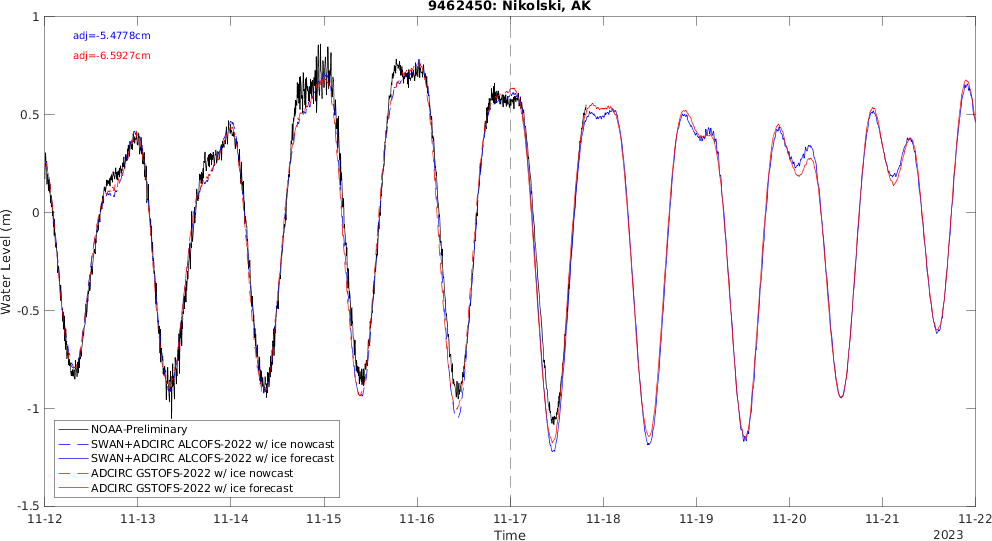 9462450: Nikolski, AK
adj=-5.4778cm
adj=-6.5927cm
Water Level (m)
1
0.5
0
-0.5
-1
-1.5
NOAA-Preliminary
SWAN+ADCIRC ALCOFS-2022 w/ ice nowcast
SWAN+ADCIRC ALCOFS-2022 w/ ice forecast
ADCIRC GSTOFS-2022 w/ ice nowcast
ADCIRC GSTOFS-2022 w/ ice forecast
11-12 11-13 11-14 11-15 11-16 11-17 11-18 11-19 11-20 11-21 11-22
Time
2023